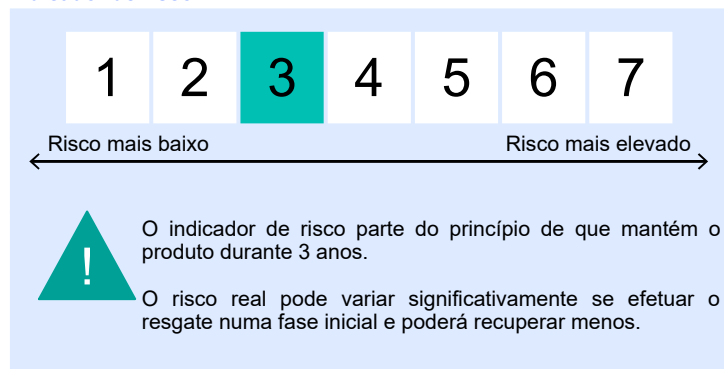 1 2 3 4 5 6 7
Risco mais baixo Risco mais elevado
!
O indicador de risco parte do princípio de que mantém o
produto durante 3 anos.
O risco real pode variar significativamente se efetuar o
resgate numa fase inicial e poderá recuperar menos.